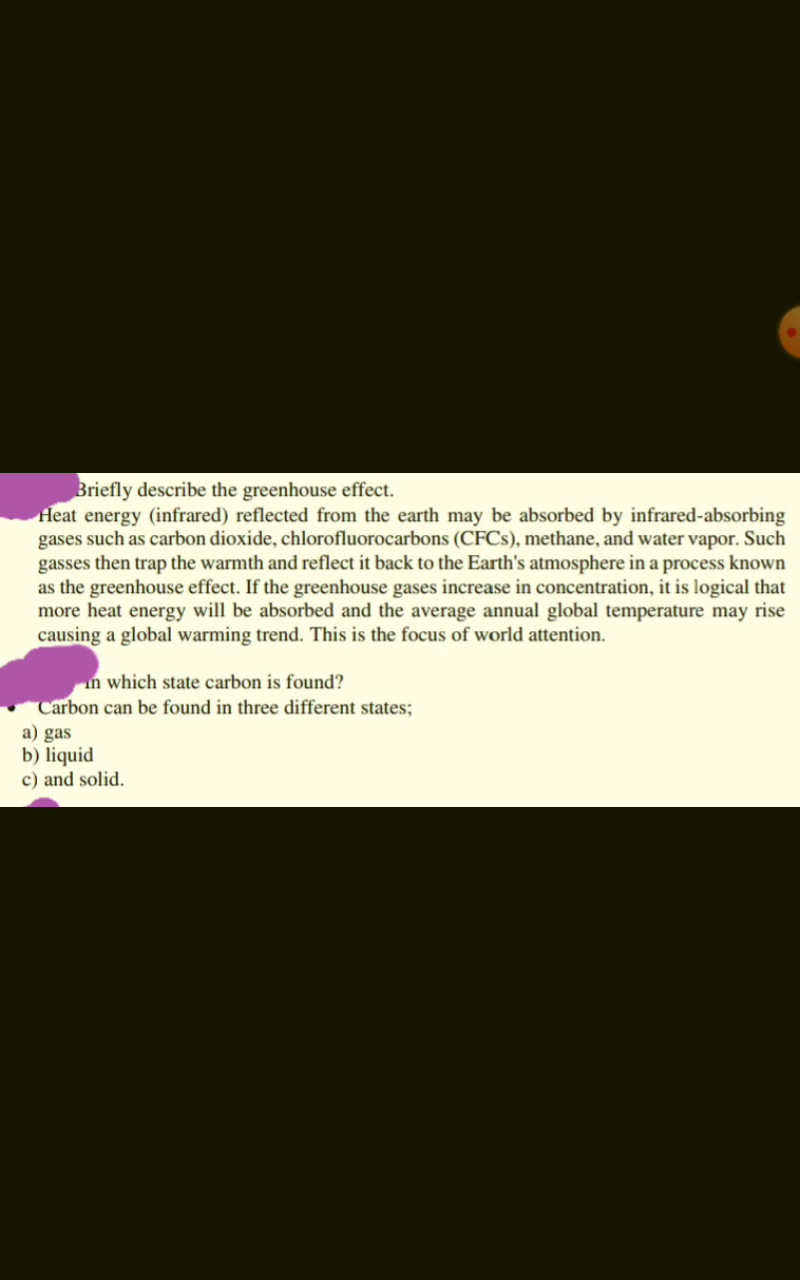 Briefly describe the greenhouse effect.
Heat energy (infrared) reflected from the earth may be absorbed by infrared-absorbing
gases such as carbon dioxide, chlorofluorocarbons (CFCs), methane, and water vapor. Such
gasses then trap the warmth and reflect it back to the Earth's atmosphere in a process known
as the greenhouse effect. If the greenhouse gases increase in concentration, it is logical that
more heat energy will be absorbed and the average annual global temperature may rise
causing a global warming trend. This is the focus of world attention.
In which state carbon is found?
• Carbon can be found in three different states;
a) gas
b) liquid
c) and solid.